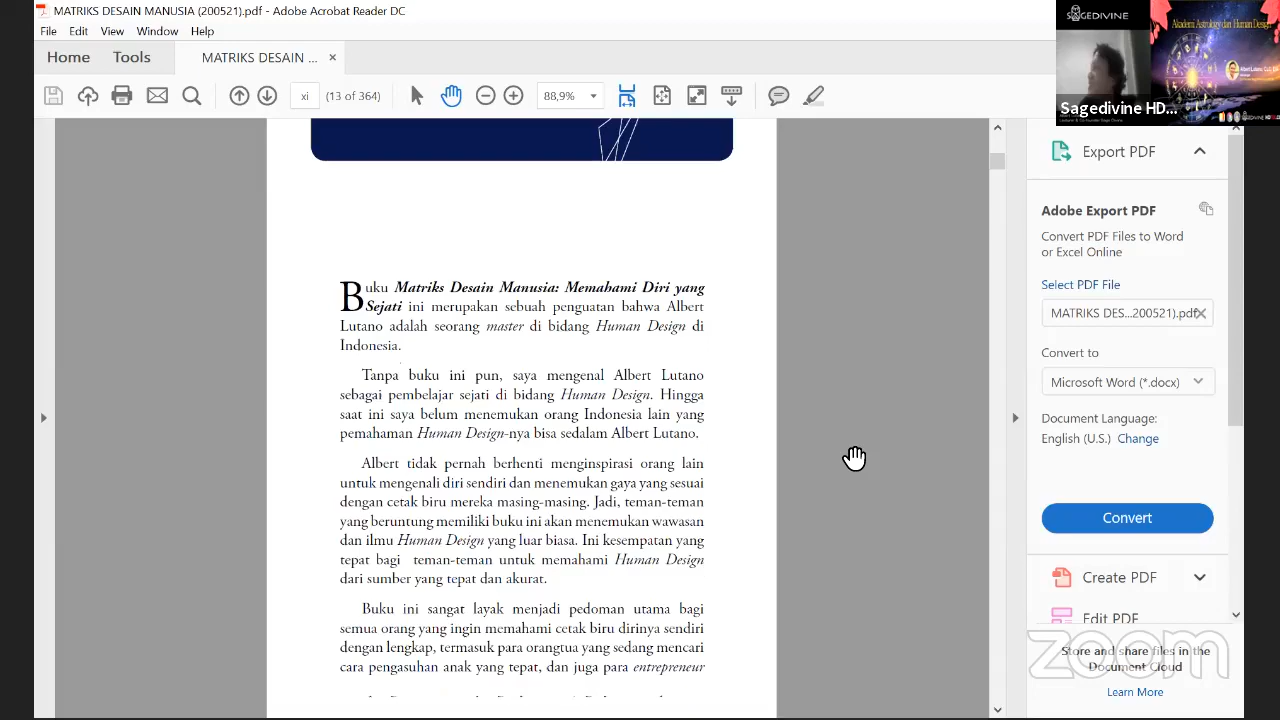 MATRIKS DESAIN MANUSIA (200521).pdf - Adobe Acrobat Reader DC
File Edit View Window Help
Home Tools MATRIKS DESAIN ... ×
xi (13 of 364) 88,9%
SAGEDIVINE
Akademi Astrology dan Human Design
Sagedivine HD...
Buku Matriks Desain Manusia: Memahami Diri yang
Sejati ini merupakan sebuah penguatan bahwa Albert
Lutano adalah seorang master di bidang Human Design di
Indonesia.
Tanpa buku ini pun, saya mengenal Albert Lutano
sebagai pembelajar sejati di bidang Human Design. Hingga
saat ini saya belum menemukan orang Indonesia lain yang
pemahaman Human Design-nya bisa sedalam Albert Lutano.
Albert tidak pernah berhenti menginspirasi orang lain
untuk mengenali diri sendiri dan menemukan gaya yang sesuai
dengan cetak biru mereka masing-masing. Jadi, teman-teman
yang beruntung memiliki buku ini akan menemukan wawasan
dan ilmu Human Design yang luar biasa. Ini kesempatan yang
tepat bagi teman-teman untuk memahami Human Design
dari sumber yang tepat dan akurat.
Buku ini sangat layak menjadi pedoman utama bagi
semua orang yang ingin memahami cetak biru dirinya sendiri
dengan lengkap, termasuk para orangtua yang sedang mencari
cara pengasuhan anak yang tepat, dan juga para entrepreneur
Export PDF
Adobe Export PDF
Convert PDF Files to Word
or Excel Online
Select PDF File
MATRIKS DES...200521).pdf
Convert to
Microsoft Word (*.docx)
Document Language:
English (U.S.) Change
Convert
Create PDF
Edit PDF
zoom
Store and share files in the
Document Cloud
Learn More